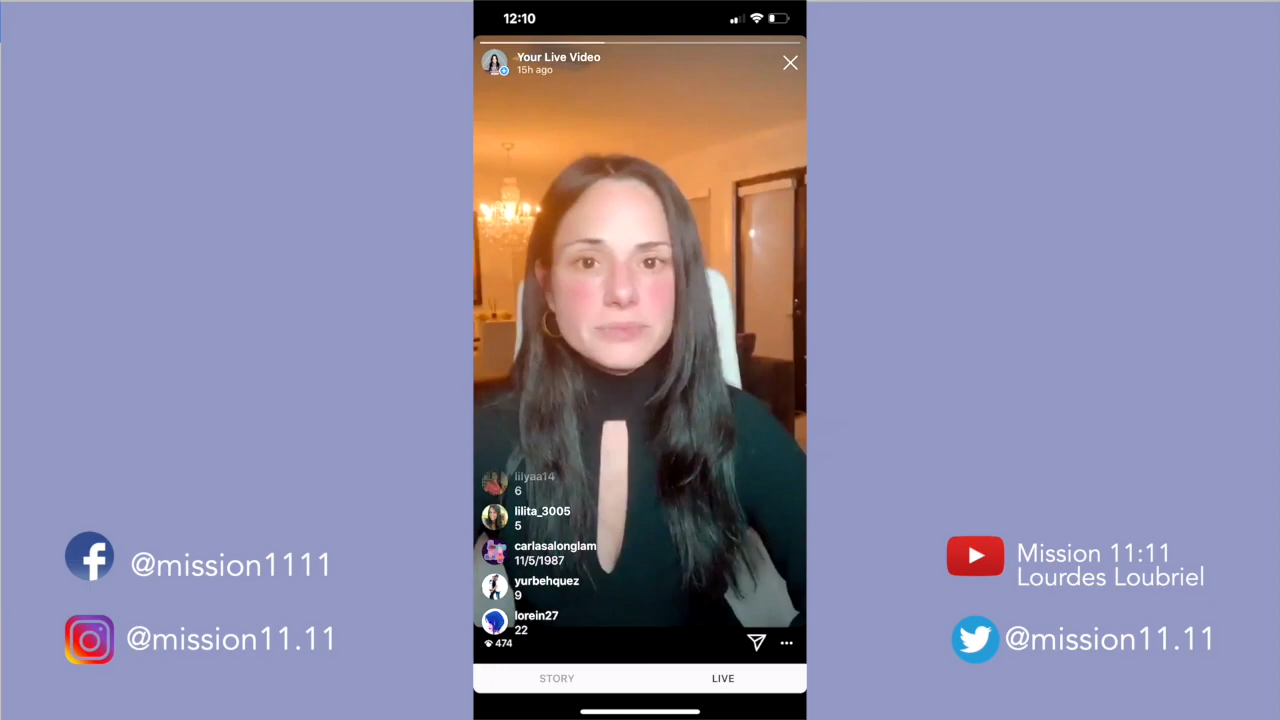 12:10
Your Live Video
15h ago
lilyaa14
6
lilita_3005
5
carlasalonglam
11/5/1987
yurbehquez
9
lorein27
22
474
STORY
LIVE
@mission1111
@mission11.11
Mission 11:11
Lourdes Loubriel
@mission11.11